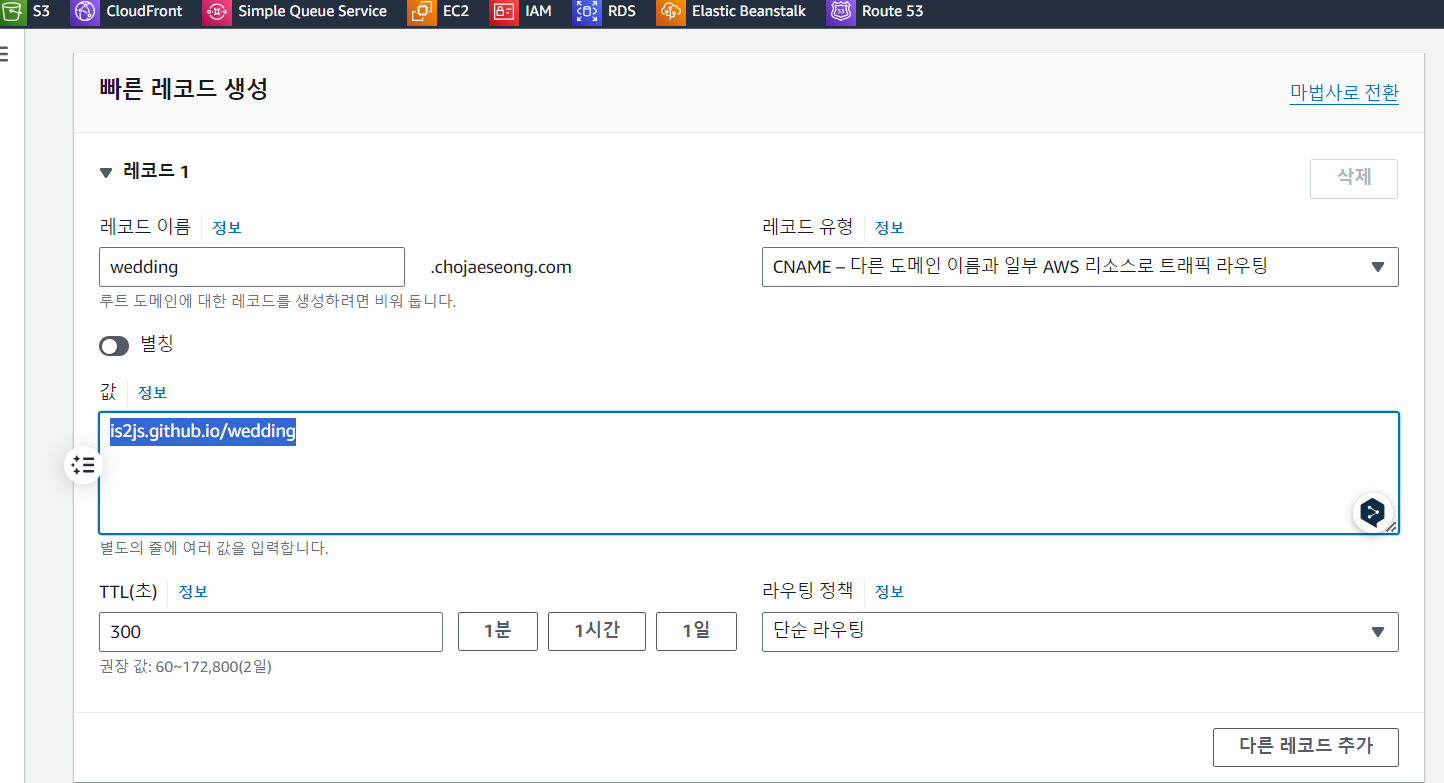 S3 CloudFront Simple Queue Service EC2 IAM RDS Elastic Beanstalk Route 53
빠른 레코드 생성
마법사로 전환
레코드 1
삭제
레코드 이름 정보
레코드 유형 정보
wedding .chojaeseong.com
CNAME – 다른 도메인 이름과 일부 AWS 리소스로 트래픽 라우팅
루트 도메인에 대한 레코드를 생성하려면 비워 둡니다.
별칭
값 정보
is2js.github.io/wedding
별도의 줄에 여러 값을 입력합니다.
TTL(초) 정보
라우팅 정책 정보
300 1분 1시간 1일
단순 라우팅
권장 값: 60~172,800(2일)
다른 레코드 추가